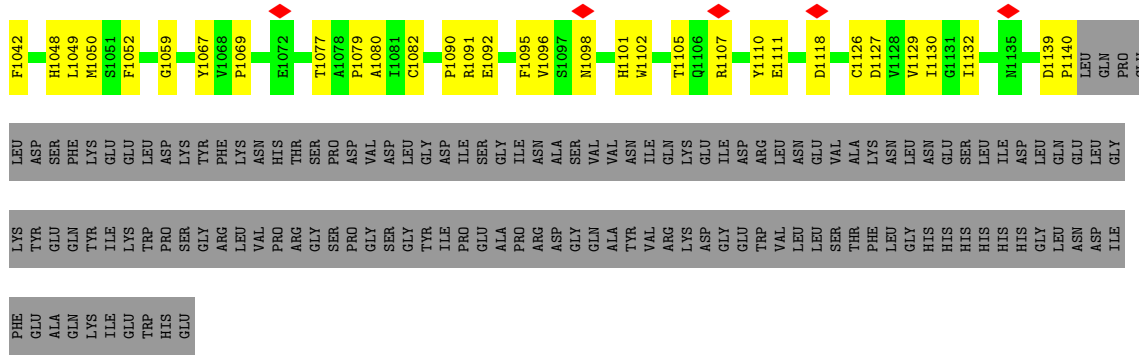 F1042 H1048 L1049 M1050 S1051 F1052 G1059 Y1067 V1068 P1069 E1072 T1077 A1078 P1079 A1080 I1081 C1082 P1090 R1091 E1092 F1095 V1096 S1097 N1098 H1101 W1102 T1105 Q1106 R1107 Y1110 E1111 D1118 C1126 D1127 V1128 V1129 I1130 G1131 I1132 N1135 D1139 P1140 LEU GLN PRO
LEU ASP SER PHE LYS GLU GLU LEU ASP LYS TYR PHE LYS ASN HIS THR SER PRO ASP VAL ASP LEU GLY ASP ILE SER GLY ILE ASN ALA SER VAL VAL ASN ILE GLN LYS GLU ILE ASP ARG LEU ASN GLU VAL ALA LYS ASN LEU ASN GLU SER LEU ILE ASP LEU GLN GLU LEU GLY
LYS TYR GLU GLN TYR ILE LYS TRP PRO SER GLY ARG LEU VAL PRO ARG GLY SER PRO GLY SER GLY TYR ILE PRO GLU ALA PRO ARG ASP GLY GLN ALA TYR VAL ARG LYS ASP GLY GLU TRP VAL LEU LEU SER THR PHE LEU GLY HIS HIS HIS HIS HIS HIS GLY LEU ASN ASP ILE
PHE GLU ALA GLN LYS ILE GLU TRP HIS GLU